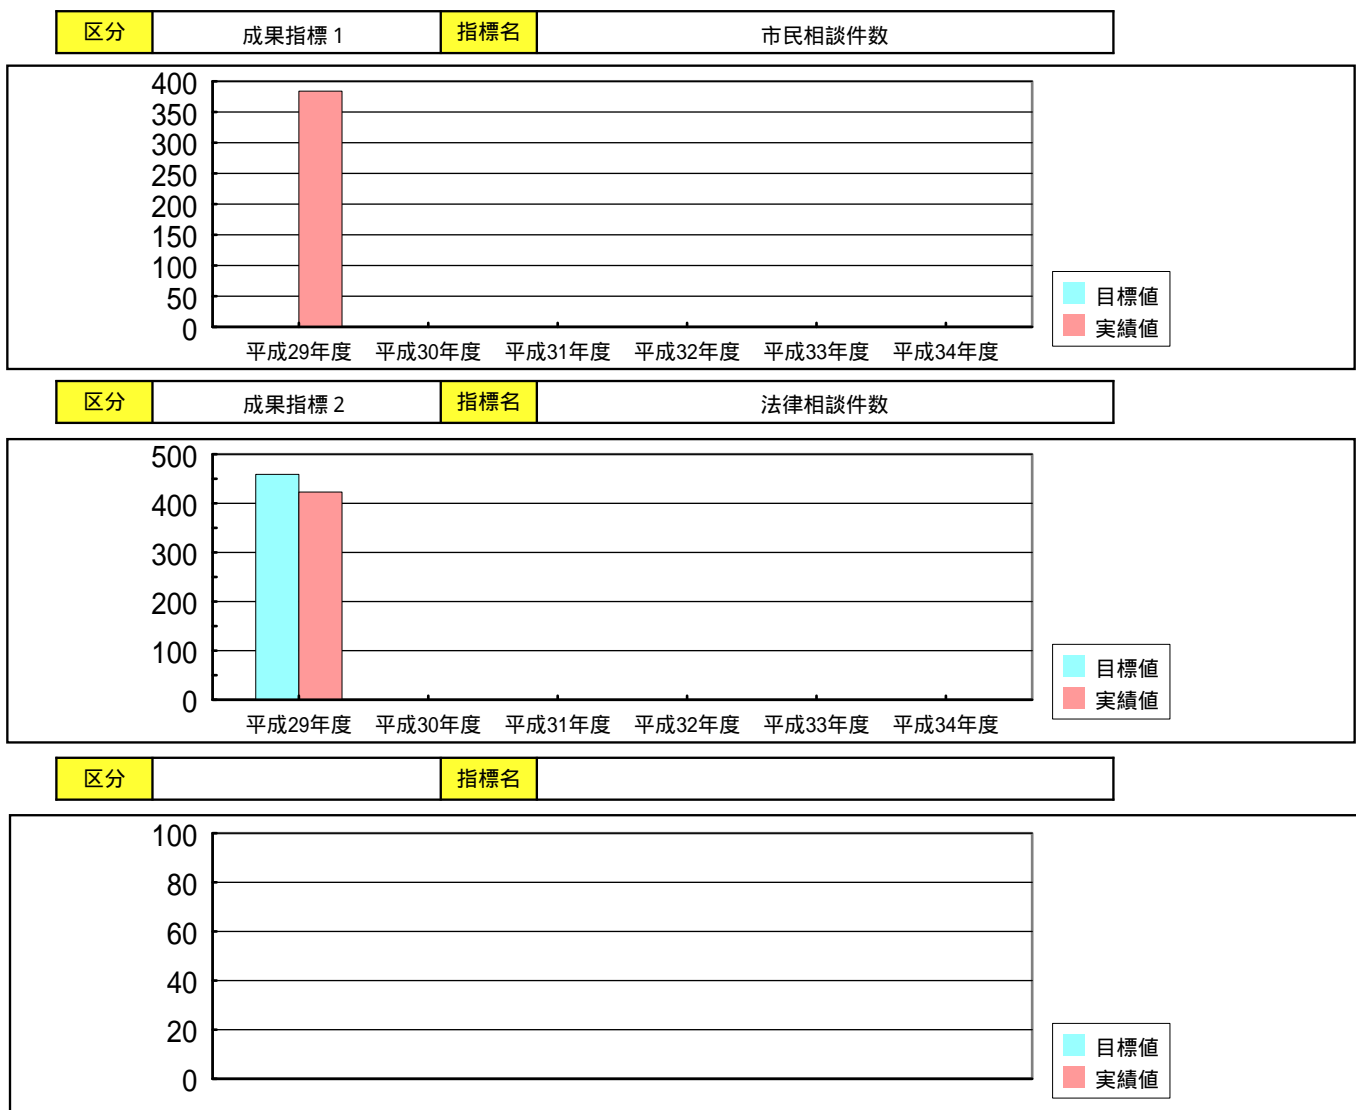 区分 成果指標1 指標名 市民相談件数
400
350
300
250
200
150
100
50
0
平成29年度 平成30年度 平成31年度 平成32年度 平成33年度 平成34年度
目標値
実績値
区分 成果指標2 指標名 法律相談件数
500
400
300
200
100
0
平成29年度 平成30年度 平成31年度 平成32年度 平成33年度 平成34年度
目標値
実績値
区分 指標名
100
80
60
40
20
0
目標値
実績値